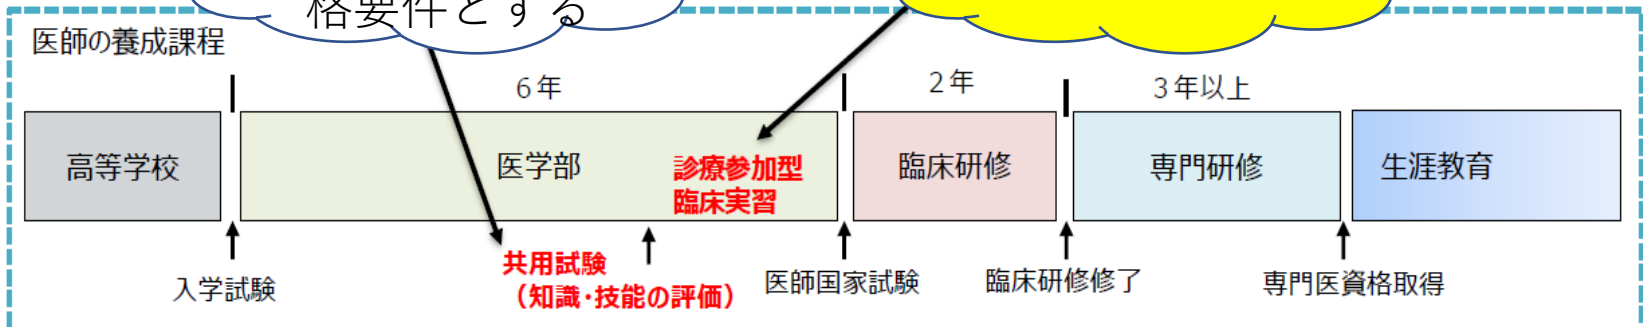 格要件とする
医師の養成課程
6年
2年
3年以上
高等学校
医学部
診療参加型
臨床実習
臨床研修
専門研修
生涯教育
入学試験
共用試験
（知識・技能の評価）
医師国家試験
臨床研修修了
専門医資格取得